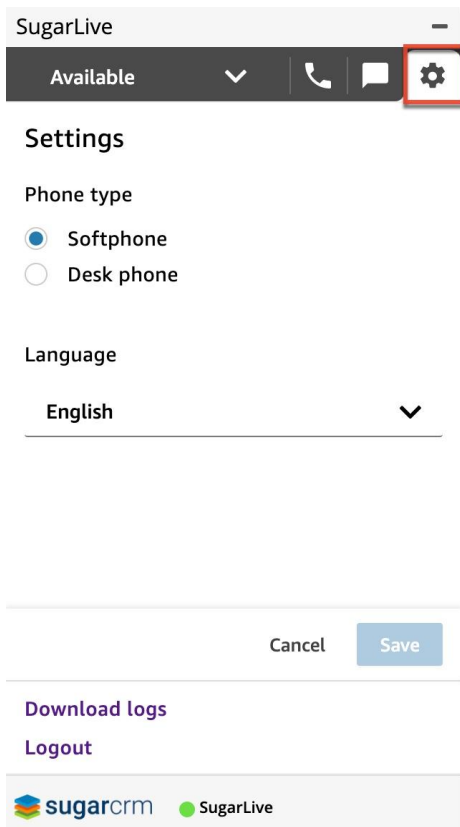 SugarLive
Available
Settings
Phone type
Softphone
Desk phone
Language
English
Cancel Save
Download logs
Logout
sugarcrm SugarLive